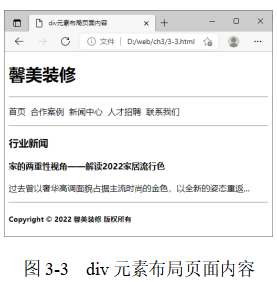 div元素布局页面内容
文件 | D:/web/ch3/3-3.html
馨美装修
首页 合作案例 新闻中心 人才招聘 联系我们
行业新闻
家的两重性视角——解读2022家居流行色
过去曾以奢华高调面貌占据主流时尚的金色，以全新的姿态重返...
Copyright © 2022 馨美装修 版权所有
图 3-3 div 元素布局页面内容